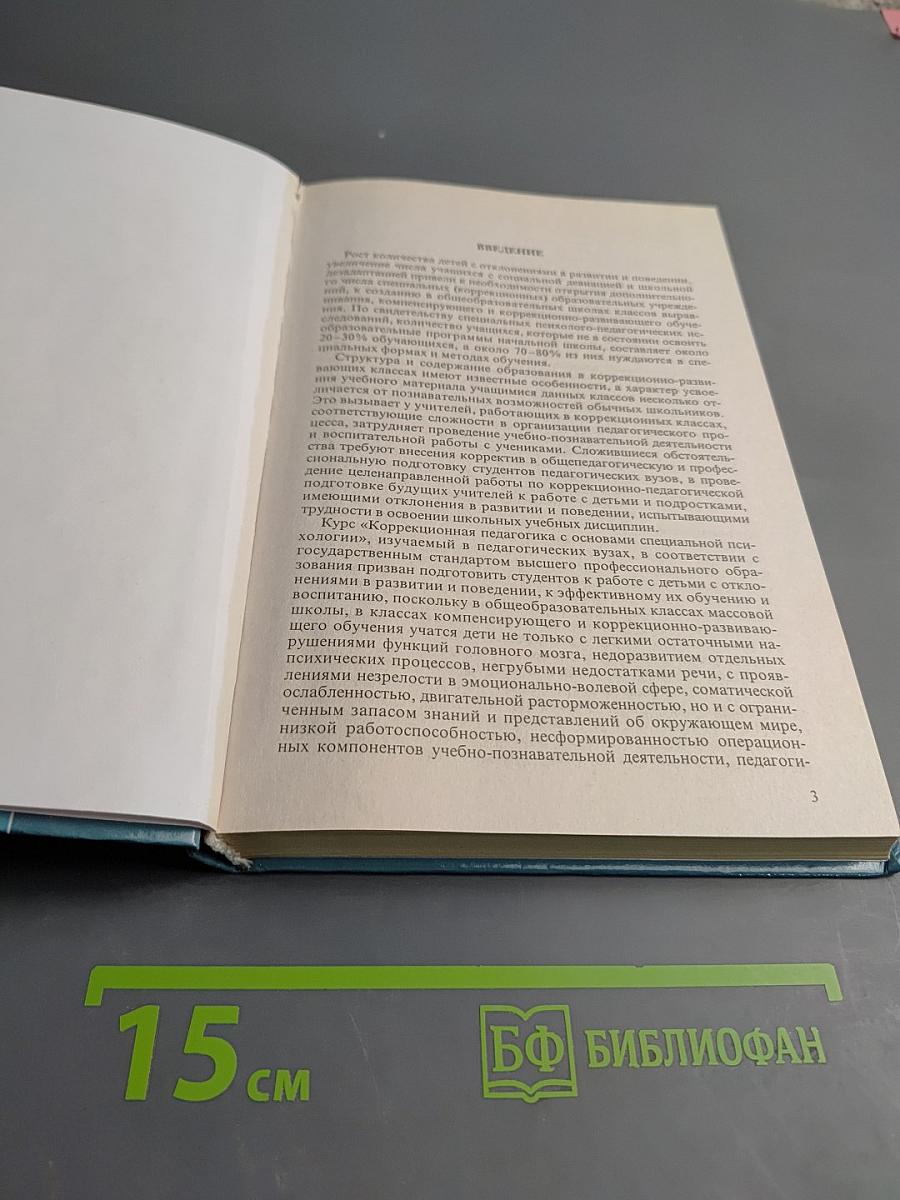 ВВЕДЕНИЕ
Рост количества детей с отклонениями в развитии и поведении,
увеличение числа учащихся с социальной девиацией и школьной
дезадаптацией привели к необходимости открытия дополнительно-
го числа специальных (коррекционных) образовательных учрежде-
ний, к созданию в общеобразовательных школах классов вырав-
нивания, компенсирующего и коррекционно-развивающего обуче-
ния. По свидетельству специальных психолого-педагогических ис-
следований, количество учащихся, которые не в состоянии освоить
образовательные программы начальной школы, составляет около
20–30% обучающихся, а около 70–80% из них нуждаются в спе-
циальных формах и методах обучения.
Структура и содержание образования в коррекционно-разви-
вающих классах имеют известные особенности, а характер усвое-
ния учебного материала учащимися данных классов несколько от-
личается от познавательных возможностей обычных школьников.
Это вызывает у учителей, работающих в коррекционных классах,
соответствующие сложности в организации педагогического про-
цесса, затрудняет проведение учебно-познавательной деятельности
и воспитательной работы с учениками. Сложившиеся обстоятель-
ства требуют внесения корректив в общепедагогическую и профес-
сиональную подготовку студентов педагогических вузов, в прове-
дение целенаправленной работы по коррекционно-педагогической
подготовке будущих учителей к работе с детьми и подростками,
имеющими отклонения в развитии и поведении, испытывающими
трудности в освоении школьных учебных дисциплин.
Курс «Коррекционная педагогика с основами специальной пси-
хологии», изучаемый в педагогических вузах, в соответствии с
государственным стандартом высшего профессионального обра-
зования призван подготовить студентов к работе с детьми с откло-
нениями в развитии и поведении, к эффективному их обучению и
воспитанию, поскольку в общеобразовательных классах массовой
школы, в классах компенсирующего и коррекционно-развиваю-
щего обучения учатся дети не только с легкими остаточными на-
рушениями функций головного мозга, недоразвитием отдельных
психических процессов, негрубыми недостатками речи, с прояв-
лениями незрелости в эмоционально-волевой сфере, соматической
ослабленностью, двигательной расторможенностью, но и с ограни-
ченным запасом знаний и представлений об окружающем мире,
низкой работоспособностью, несформированностью операцион-
ных компонентов учебно-познавательной деятельности, педагоги-
3
15 см
БФ БИБЛИОФАН